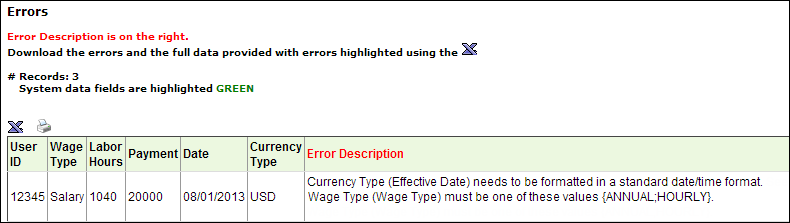 Errors
Error Description is on the right.
Download the errors and the full data provided with errors highlighted using the
# Records: 3
System data fields are highlighted GREEN
User ID Wage Type Labor Hours Payment Date Currency Type Error Description
12345 Salary 1040 20000 08/01/2013 USD Currency Type (Effective Date) needs to be formatted in a standard date/time format.
Wage Type (Wage Type) must be one of these values {ANNUAL;HOURLY}.